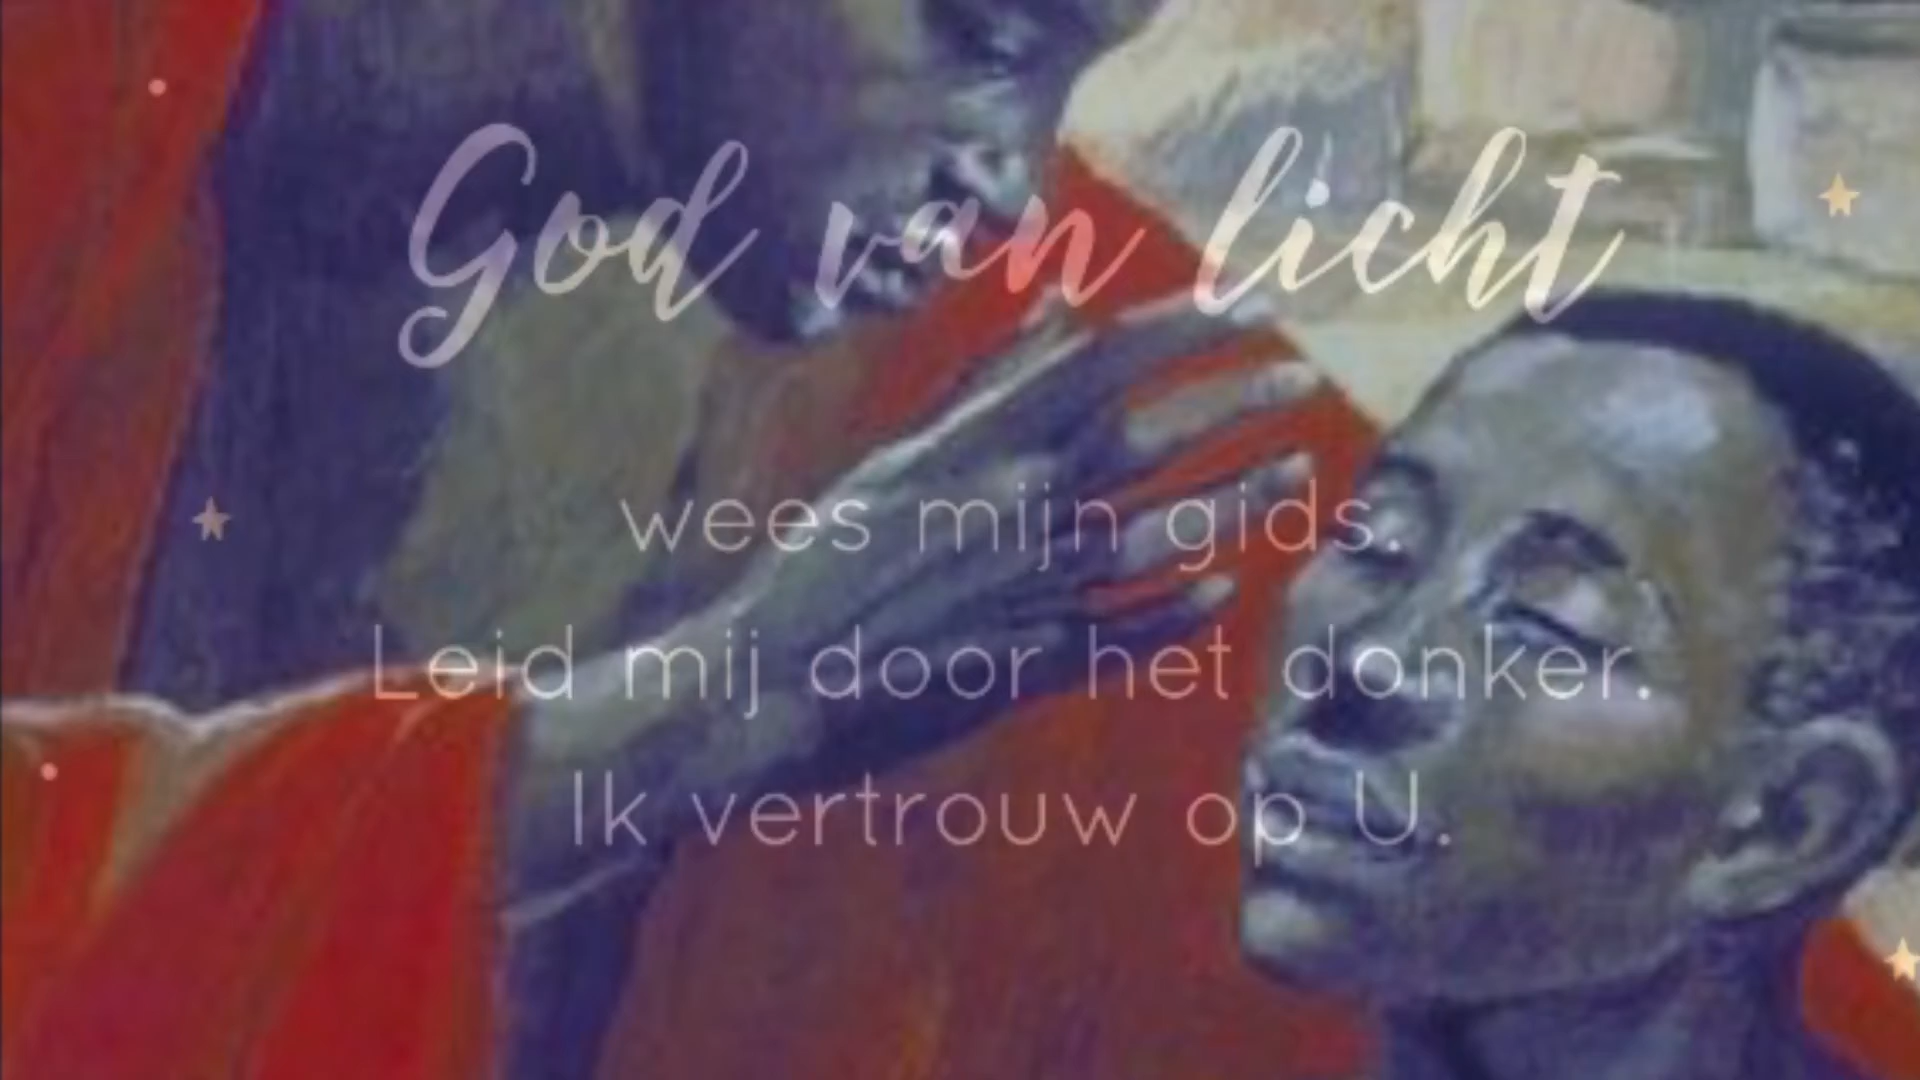 God van licht
wees mijn gids.
Leid mij door het donker.
Ik vertrouw op U.